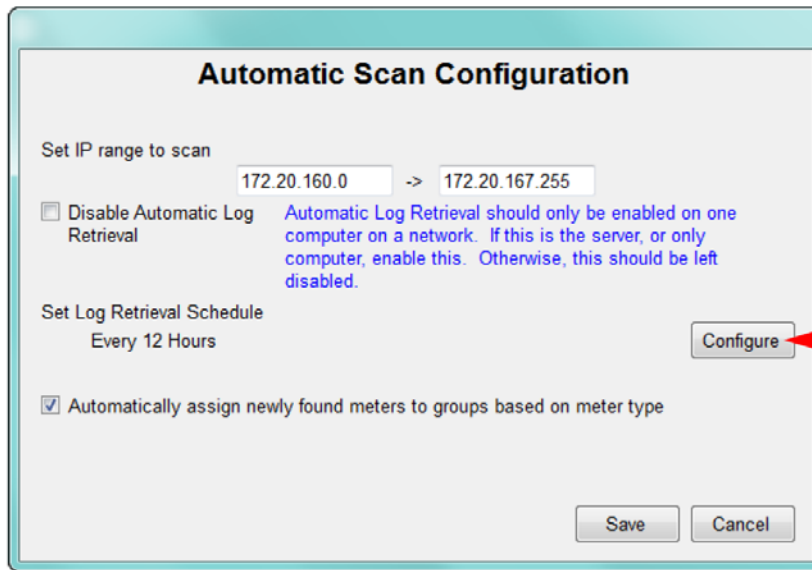 Automatic Scan Configuration
Set IP range to scan
172.20.160.0 -> 172.20.167.255
Disable Automatic Log
Retrieval
Automatic Log Retrieval should only be enabled on one
computer on a network. If this is the server, or only
computer, enable this. Otherwise, this should be left
disabled.
Set Log Retrieval Schedule
Every 12 Hours
Configure
Automatically assign newly found meters to groups based on meter type
Save Cancel